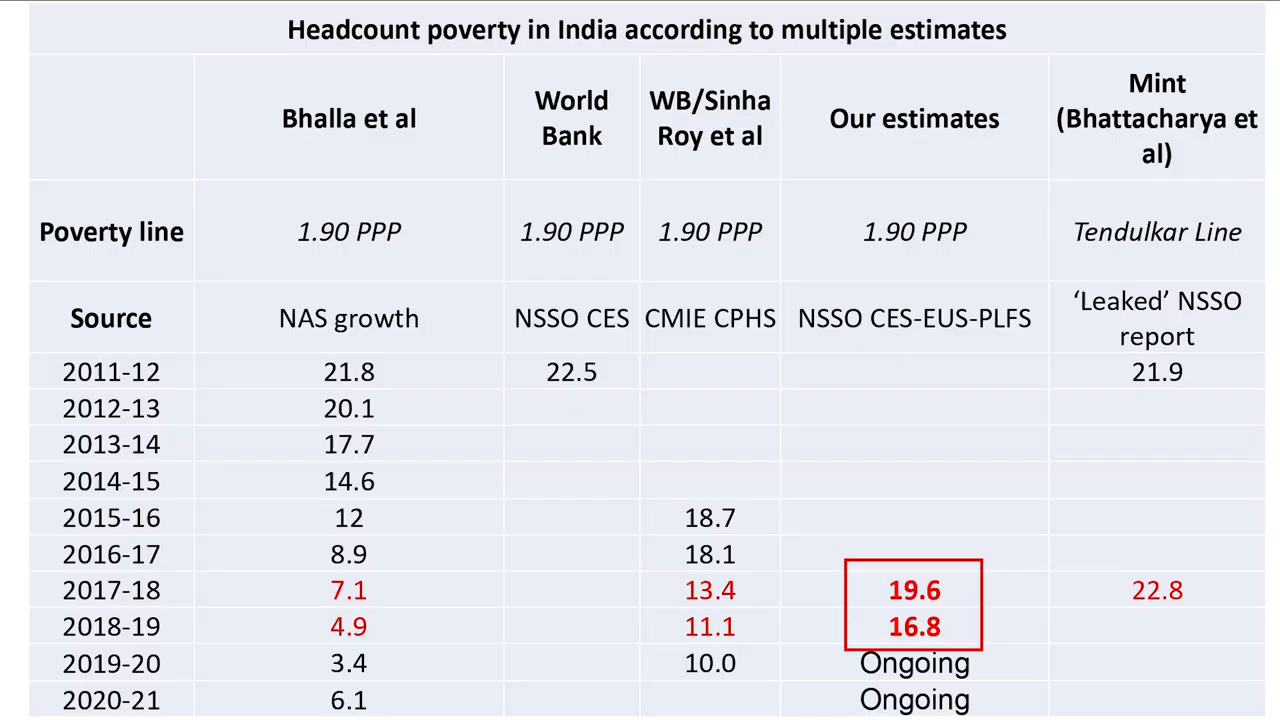 Headcount poverty in India according to multiple estimates
Bhalla et al World Bank WB/Sinha Roy et al Our estimates Mint (Bhattacharya et al)
Poverty line 1.90 PPP 1.90 PPP 1.90 PPP 1.90 PPP Tendulkar Line
Source NAS growth NSSO CES CMIE CPHS NSSO CES-EUS-PLFS ‘Leaked’ NSSO report
2011-12 21.8 22.5 21.9
2012-13 20.1
2013-14 17.7
2014-15 14.6
2015-16 12 18.7
2016-17 8.9 18.1
2017-18 7.1 13.4 19.6 22.8
2018-19 4.9 11.1 16.8
2019-20 3.4 10.0 Ongoing
2020-21 6.1 Ongoing